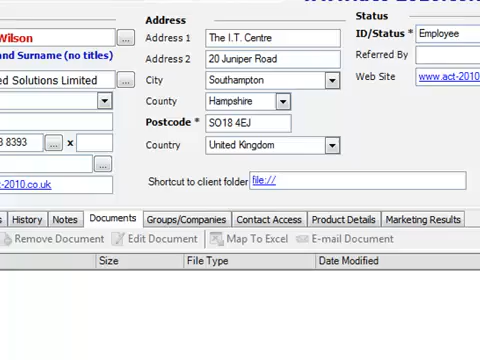 Address
Status
Wilson
Address 1 The I.T. Centre
ID/Status * Employee
and Surname (no titles)
Address 2 20 Juniper Road
Referred By
ed Solutions Limited
City Southampton
Web Site www.act-2010
County Hampshire
Postcode * SO18 4EJ
8393 x
Country United Kingdom
-2010.co.uk
Shortcut to client folder file://
History Notes Documents Groups/Companies Contact Access Product Details Marketing Results
Remove Document Edit Document Map To Excel E-mail Document
Size File Type Date Modified